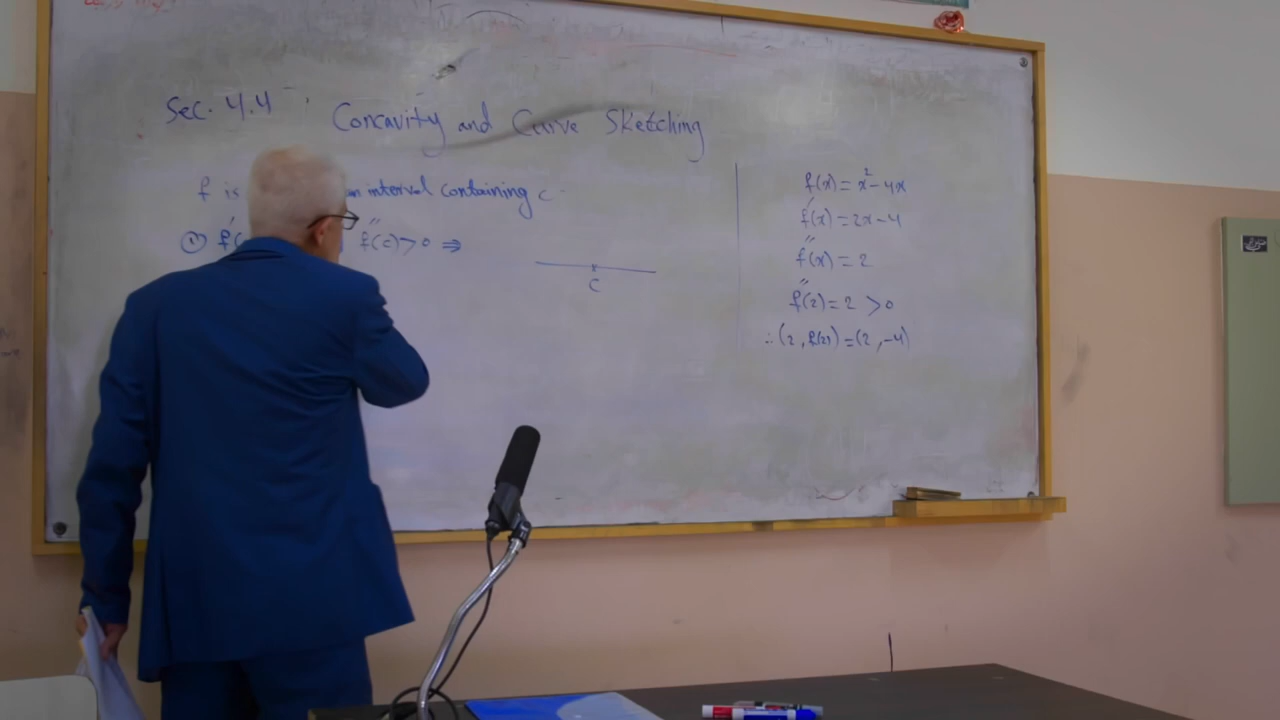 Sec. 4.4 Concavity and Curve Sketching
f is an interval containing c
① f'( f''(c) > 0 ⇒
c
f(x) = x² - 4x
f'(x) = 2x - 4
f''(x) = 2
f''(2) = 2 > 0
∴ (2, f(2)) = (2, -4)